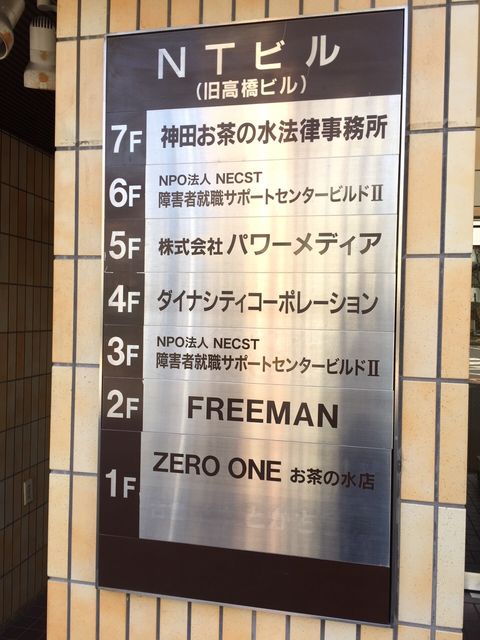 NTビル
(旧高橋ビル)
7F 神田お茶の水法律事務所
6F NPO法人 NECST
障害者就職サポートセンタービルドⅡ
5F 株式会社 パワーメディア
4F ダイナシティコーポレーション
3F NPO法人 NECST
障害者就職サポートセンタービルドⅡ
2F FREEMAN
1F ZERO ONE お茶の水店